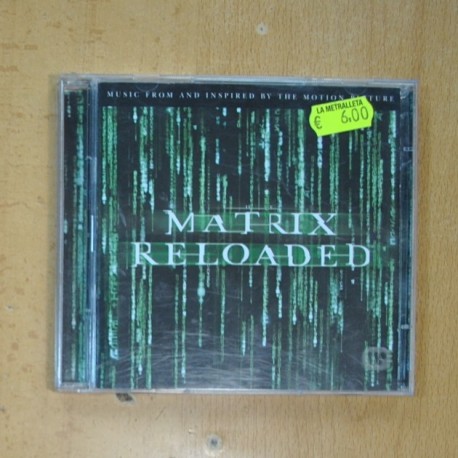 MUSIC FROM AND INSPIRED BY THE MOTION PICTURE
LA METRALLETA
€ 6,00
MATRIX
RELOADED